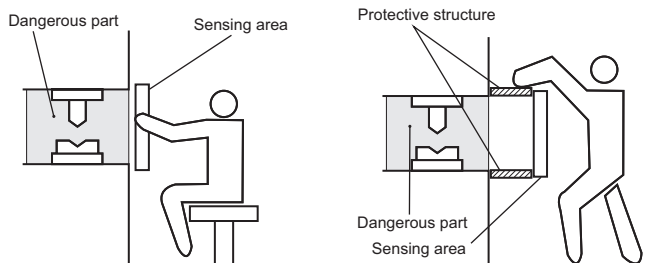 Dangerous part
Sensing area
Protective structure
Dangerous part
Sensing area